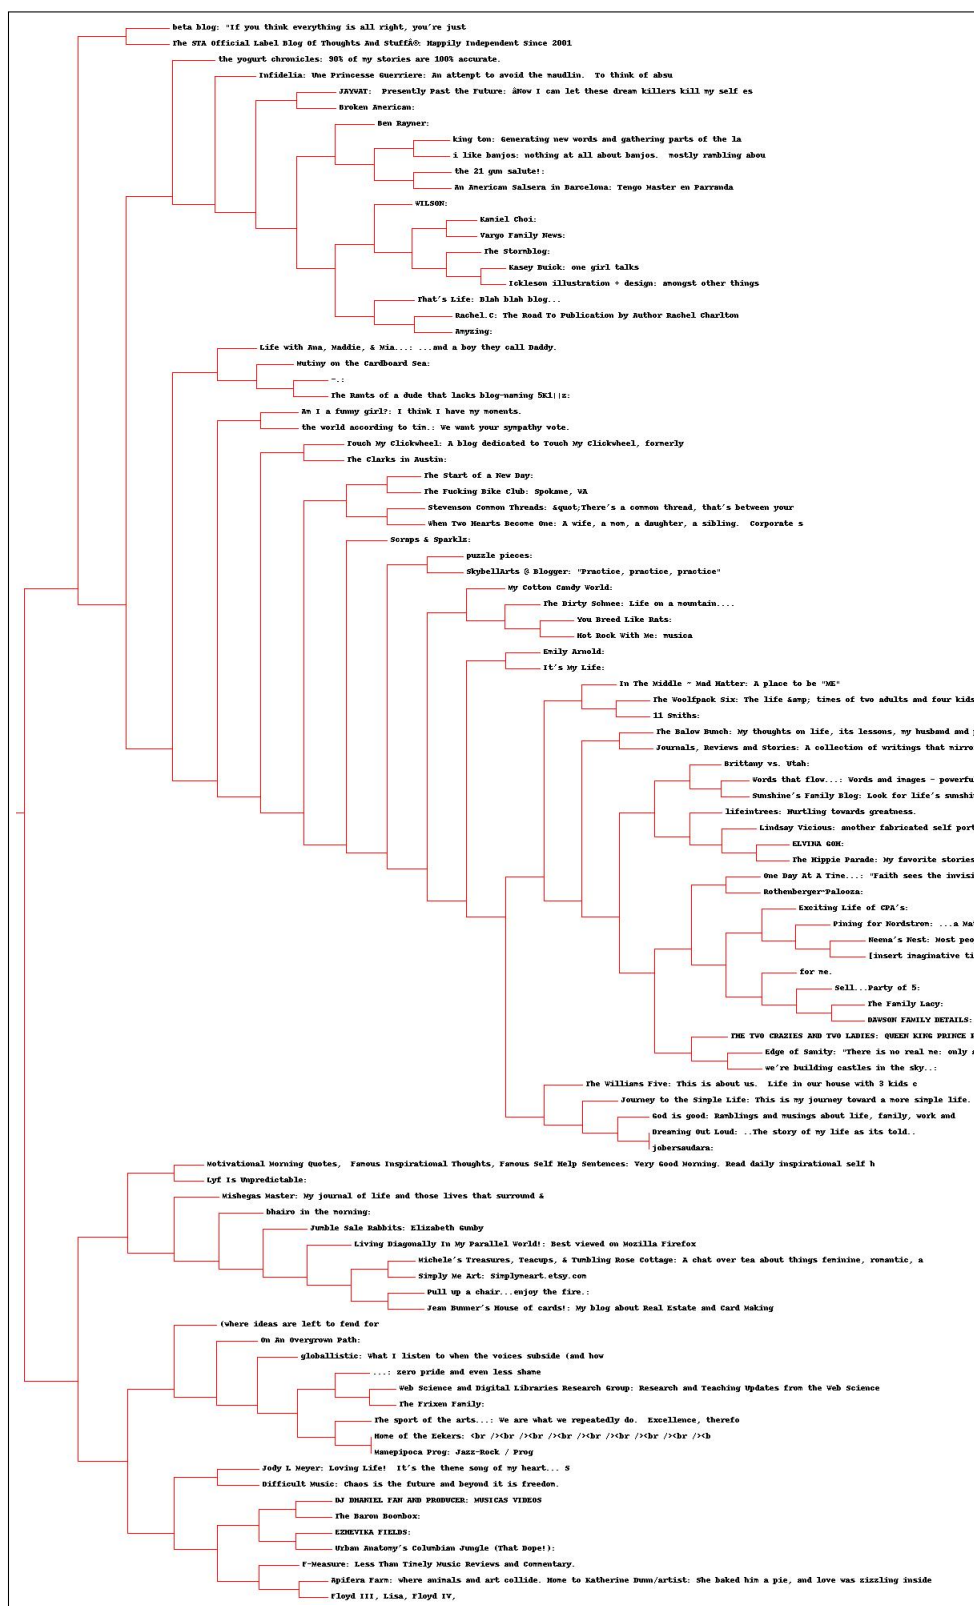 beta blog: "If you think everything is all right, you're just
The STA Official Label Blog Of Thoughts And StuffÂ®: Happily Independent Since 2001
the yogurt chronicles: 90% of my stories are 100% accurate.
Infidelia: Une Princesse Guerriere: An attempt to avoid the maudlin. To think of absu
JAYWAT: Presently Past the Future: âNow I can let these dream killers kill my self es
Broken American:
Ben Rayner:
king tom: Generating new words and gathering parts of the la
i like banjos: nothing at all about banjos. mostly rambling abou
the 21 gun salute!:
An American Salsera in Barcelona: Tengo Master en Parranda
WILSON:
Kamiel Choi:
Vargo Family News:
The Stormblog:
Kasey Buick: one girl talks
Ickleson illustration + design: amongst other things
That's Life: Blah blah blog...
Rachel.C: The Road To Publication by Author Rachel Charlton
Amyzing:
Life with Ana, Maddie, & Mia...: ...and a boy they call Daddy.
Mutiny on the Cardboard Sea:
~.:
The Rants of a dude that lacks blog-naming 5K1||z:
Am I a funny girl?: I think I have my moments.
the world according to tim.: We want your sympathy vote.
Touch My Clickwheel: A blog dedicated to Touch My Clickwheel, formerly
The Clarks in Austin:
The Start of a New Day:
The Fucking Bike Club: Spokane, WA
Stevenson Common Threads: &quot;There's a common thread, that's between your
When Two Hearts Become One: A wife, a mom, a daughter, a sibling. Corporate s
Scraps & Sparklz:
puzzle pieces:
SkybellArts @ Blogger: "Practice, practice, practice"
My Cotton Candy World:
The Dirty Schnee: Life on a mountain....
You Breed Like Rats:
Hot Rock With Me: musica
Emily Arnold:
It's My Life:
In The Middle ~ Mad Hatter: A place to be "ME"
The Woolfpack Six: The life &amp; times of two adults and four kids
11 Smiths:
The Balow Bunch: My thoughts on life, its lessons, my husband and
Journals, Reviews and Stories: A collection of writings that mirro
Brittany vs. Utah:
Words that flow...: Words and images - powerfu
Sunshine's Family Blog: Look for life's sunshi
lifeintrees: Hurtling towards greatness.
Lindsay Vicious: another fabricated self port
ELVINA GOH:
The Hippie Parade: My favorite stories
One Day At A Time...: "Faith sees the invisi
Rothenberger~Palooza:
Exciting Life of CPA's:
Pining for Nordstrom: ...a Mat
Neema's Nest: Most peo
[insert imaginative ti
for me.
Sell...Party of 5:
The Family Lacy:
DAWSON FAMILY DETAILS:
THE TWO CRAZIES AND TWO LADIES: QUEEN KING PRINCE
Edge of Sanity: "There is no real me: only a
we're building castles in the sky..:
The Williams Five: This is about us. Life in our house with 3 kids c
Journey to the Simple Life: This is my journey toward a more simple life.
God is good: Ramblings and musings about life, family, work and
Dreaming Out Loud: ..The story of my life as its told..
jobersaudara:
Motivational Morning Quotes, Famous Inspirational Thoughts, Famous Self Help Sentences: Very Good Morning. Read daily inspirational self h
Lyf Is Unpredictable:
Mishegas Master: My journal of life and those lives that surround &
bhairo in the morning:
Jumble Sale Rabbits: Elizabeth Gumby
Living Diagonally In My Parallel World!: Best viewed on Mozilla Firefox
Michele's Treasures, Teacups, & Tumbling Rose Cottage: A chat over tea about things feminine, romantic, a
Simply Me Art: Simplymeart.etsy.com
Pull up a chair...enjoy the fire.:
Jean Bunner's House of cards!: My blog about Real Estate and Card Making
(where ideas are left to fend for
On An Overgrown Path:
globallistic: What I listen to when the voices subside (and how
...: zero pride and even less shame
Web Science and Digital Libraries Research Group: Research and Teaching Updates from the Web Science
The Frixen Family:
The sport of the arts...: We are what we repeatedly do. Excellence, therefo
Home of the Eekers: <br /><br /><br /><br /><br /><br /><br /><br /><b
Manepipoca Prog: Jazz-Rock / Prog
Jody L Meyer: Loving Life! It's the theme song of my heart... S
Difficult Music: Chaos is the future and beyond it is freedom.
DJ DHANIEL FAN AND PRODUCER: MUSICAS VIDEOS
The Baron Boombox:
EZHEVIKA FIELDS:
Urban Anatomy's Columbian Jungle (That Dope!):
F-Measure: Less Than Timely Music Reviews and Commentary.
Apifera Farm: where animals and art collide. Home to Katherine Dunn/artist: She baked him a pie, and love was zizzling inside
Floyd III, Lisa, Floyd IV,